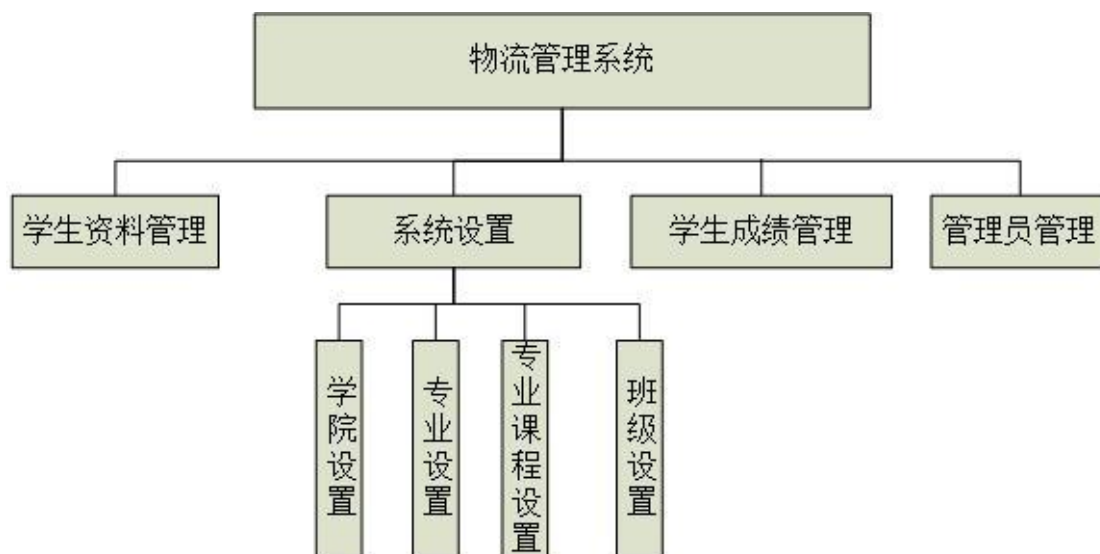 物流管理系统
学生资料管理
系统设置
学生成绩管理
管理员管理
学院设置
专业设置
专业课程设置
班级设置